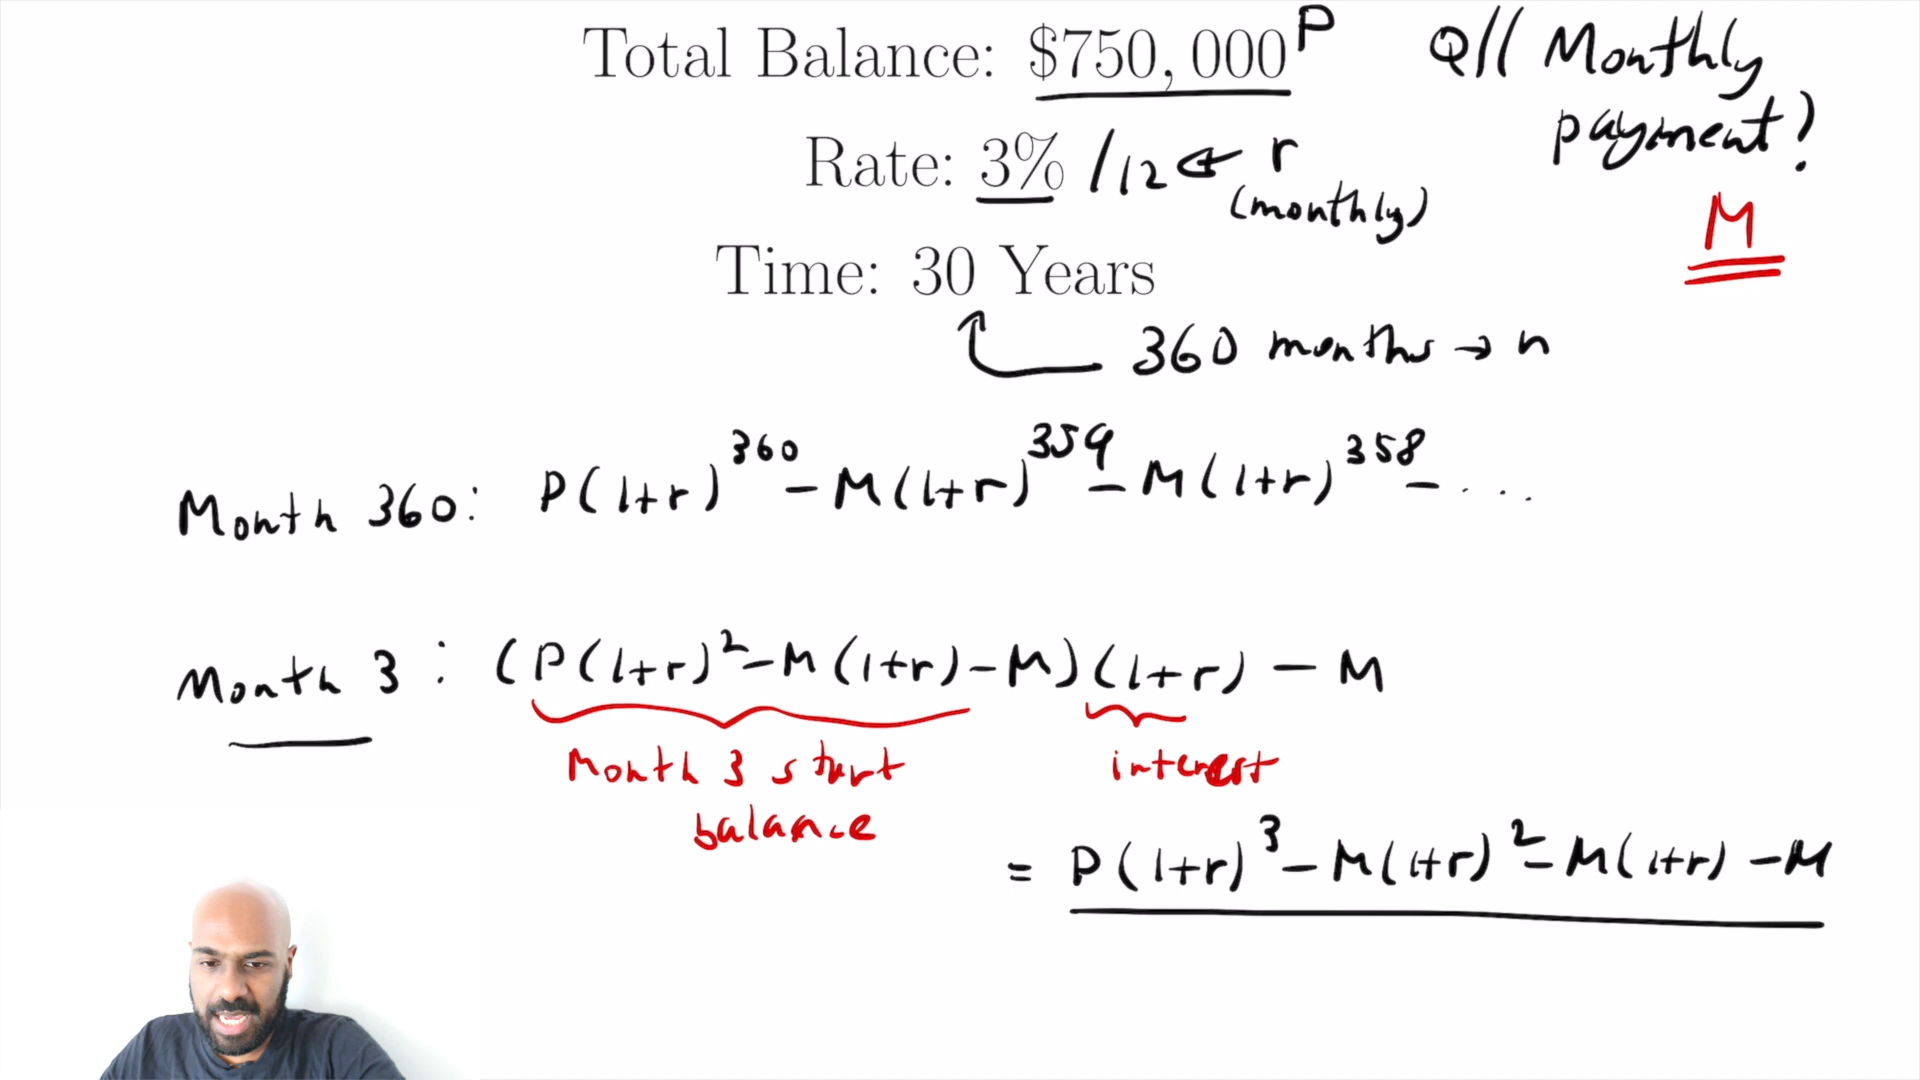 Total Balance: $750,000 P
Rate: 3% /12 ← r
(monthly)
Time: 30 Years
360 months → n
Q// Monthly
payment?
M
Month 360: P(1+r)^360 - M(1+r)^359 - M(1+r)^358 - ...
Month 3: (P(1+r)^2 - M(1+r) - M)(1+r) - M
Month 3 start
balance
interest
= P(1+r)^3 - M(1+r)^2 - M(1+r) - M